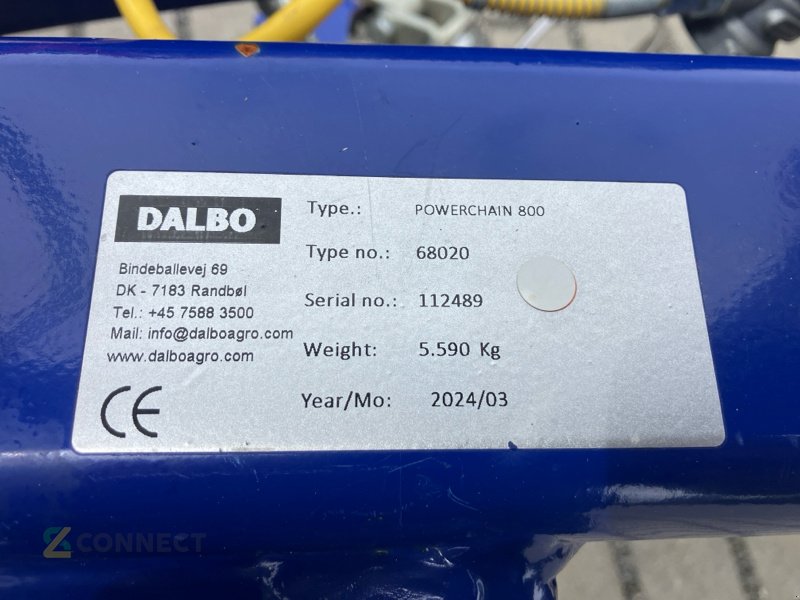 DALBO
Bindeballevej 69
DK - 7183 Randbøl
Tel.: +45 7588 3500
Mail: info@dalboagro.com
www.dalboagro.com
CE
Type.: POWERCHAIN 800
Type no.: 68020
Serial no.: 112489
Weight: 5.590 Kg
Year/Mo: 2024/03
CONNECT